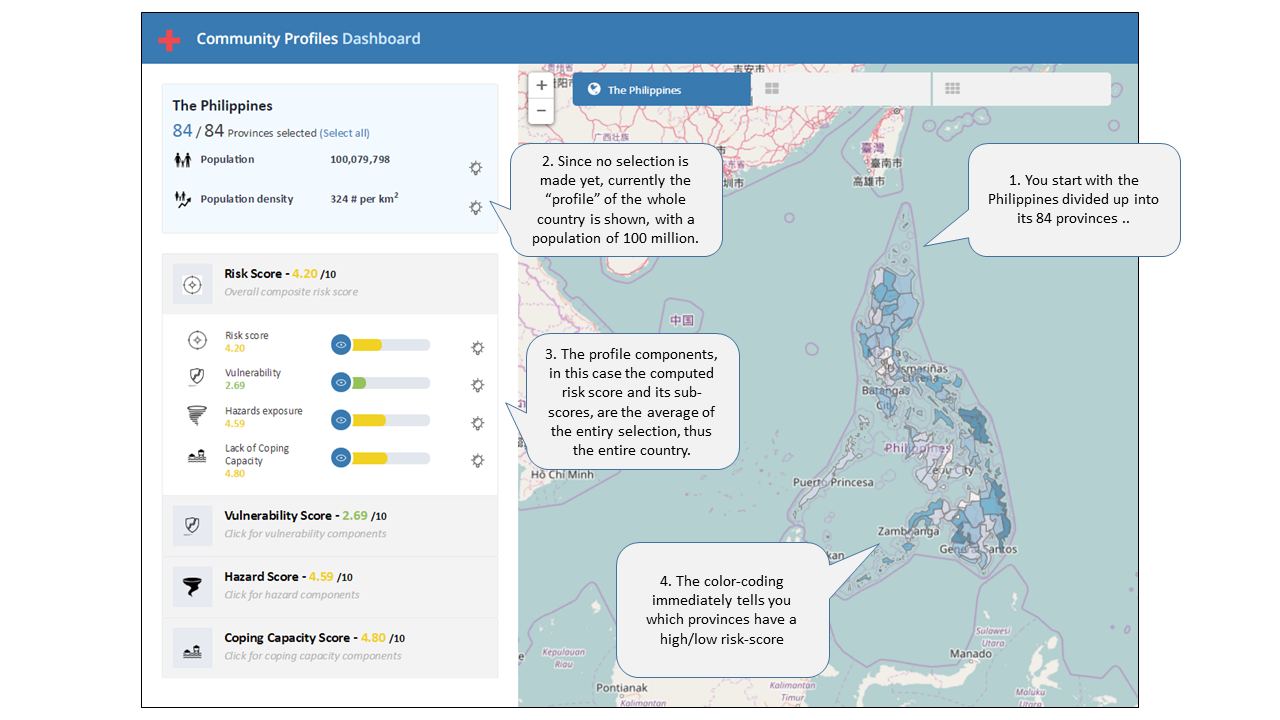 Community Profiles Dashboard
The Philippines
84 / 84 Provinces selected (Select all)
Population 100,079,798
Population density 324 # per km²
Risk Score - 4.20 /10
Overall composite risk score
Risk score
4.20
Vulnerability
2.69
Hazards exposure
4.59
Lack of Coping
Capacity
4.80
Vulnerability Score - 2.69 /10
Click for vulnerability components
Hazard Score - 4.59 /10
Click for hazard components
Coping Capacity Score - 4.80 /10
Click for coping capacity components
+
−
The Philippines
吉安市
广西壮族
臺灣
臺南市
高雄市
中国
1. You start with the
Philippines divided up into
its 84 provinces ..
2. Since no selection is
made yet, currently the
“profile” of the whole
country is shown, with a
population of 100 million.
3. The profile components,
in this case the computed
risk score and its sub-
scores, are the average of
the entiry selection, thus
the entire country.
4. The color-coding
immediately tells you
which provinces have a
high/low risk-score
Dasmariñas
Lucena
Batangas
City
Philippines
Puerto Princesa
Zamboanga
General Santos
Hồ Chí Minh
Kepulauan
Riau
Pontianak
Kalimantan
Kalimantan
Timur
Sulawesi
Utara
Manado
Maluku
Utara